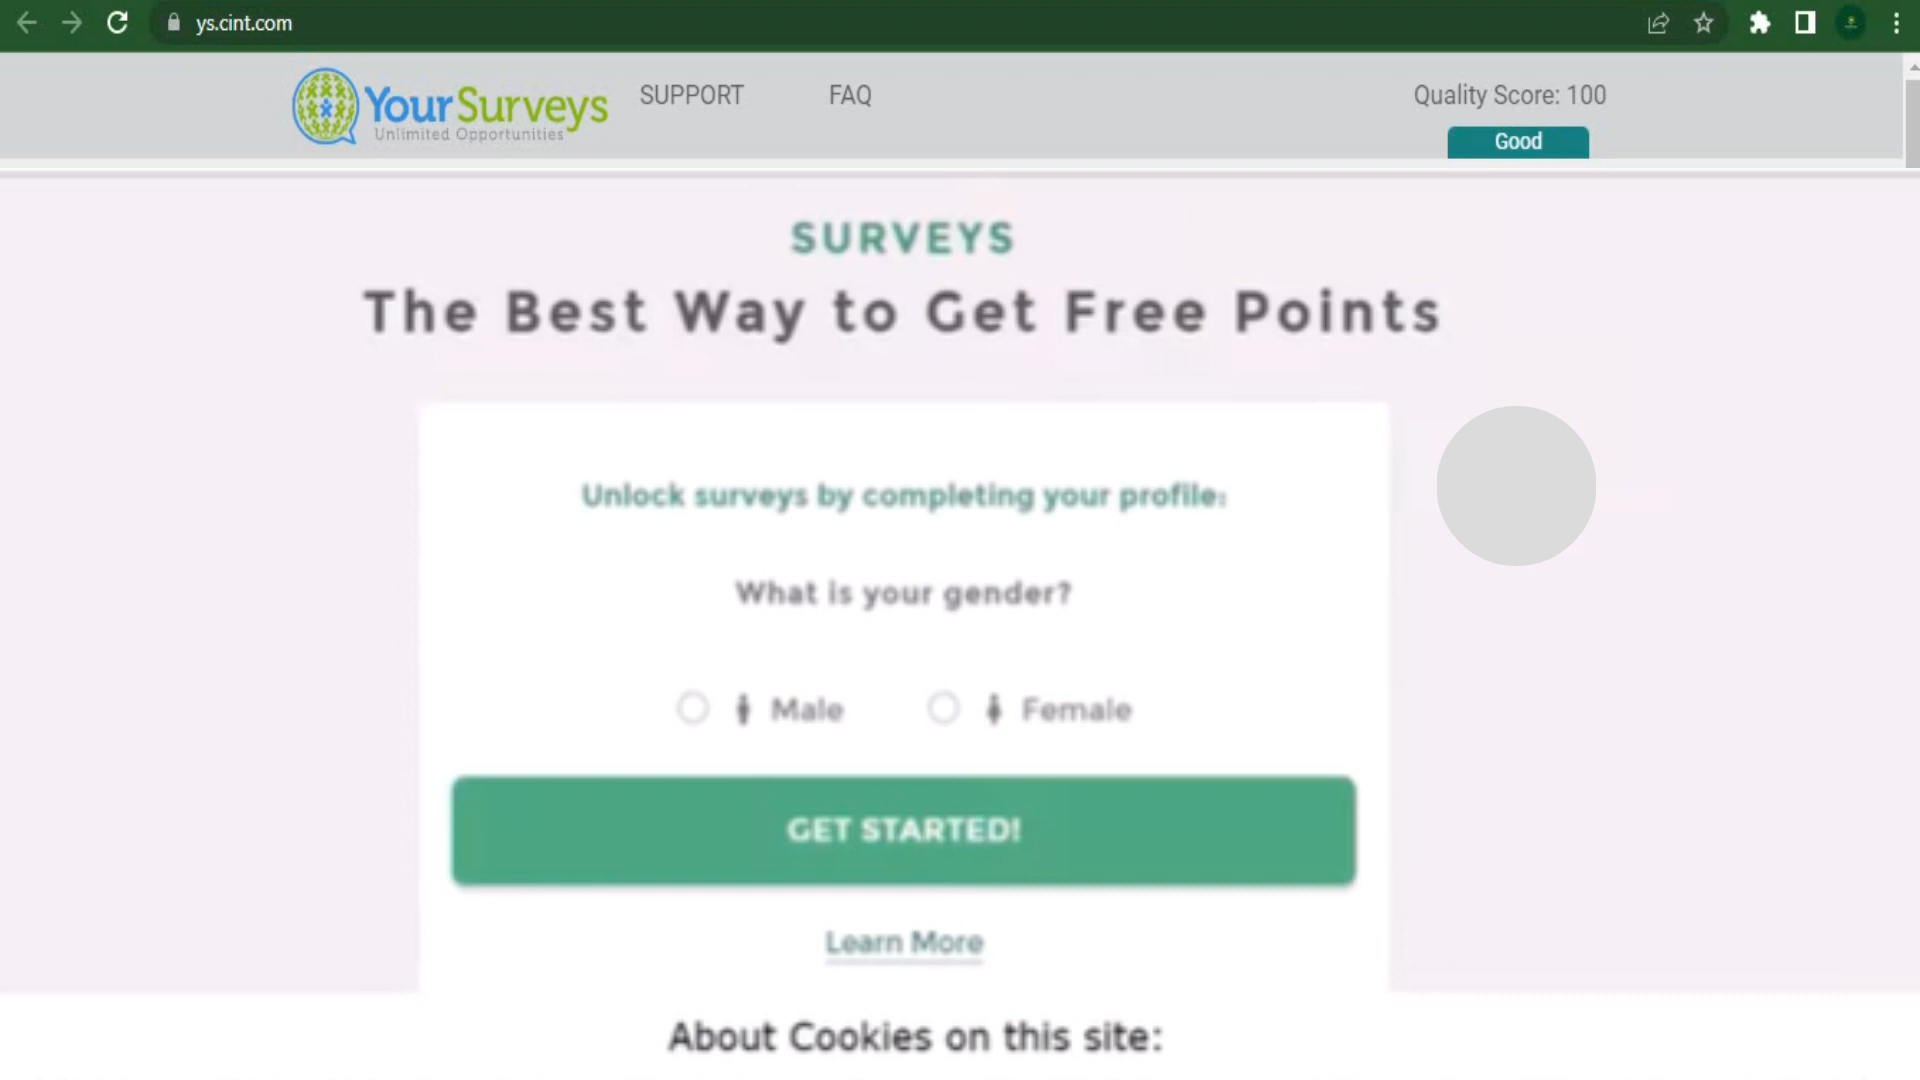 ys.cint.com
YourSurveys
Unlimited Opportunities
SUPPORT
FAQ
Quality Score: 100
Good
SURVEYS
The Best Way to Get Free Points
Unlock surveys by completing your profile:
What is your gender?
Male
Female
GET STARTED!
Learn More
About Cookies on this site: